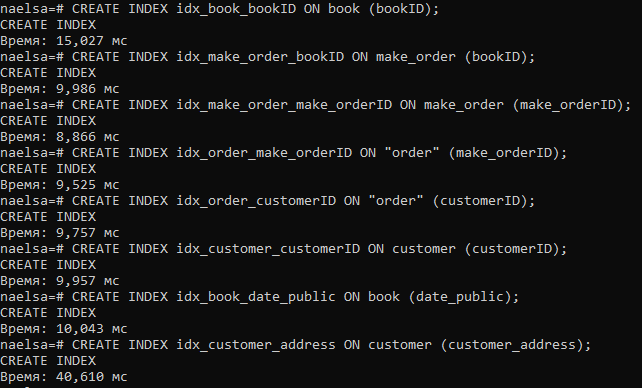 naelsa=# CREATE INDEX idx_book_bookID ON book (bookID);
CREATE INDEX
Время: 15,027 мс
naelsa=# CREATE INDEX idx_make_order_bookID ON make_order (bookID);
CREATE INDEX
Время: 9,986 мс
naelsa=# CREATE INDEX idx_make_order_make_orderID ON make_order (make_orderID);
CREATE INDEX
Время: 8,866 мс
naelsa=# CREATE INDEX idx_order_make_orderID ON "order" (make_orderID);
CREATE INDEX
Время: 9,525 мс
naelsa=# CREATE INDEX idx_order_customerID ON "order" (customerID);
CREATE INDEX
Время: 9,757 мс
naelsa=# CREATE INDEX idx_customer_customerID ON customer (customerID);
CREATE INDEX
Время: 9,957 мс
naelsa=# CREATE INDEX idx_book_date_public ON book (date_public);
CREATE INDEX
Время: 10,043 мс
naelsa=# CREATE INDEX idx_customer_address ON customer (customer_address);
CREATE INDEX
Время: 40,610 мс